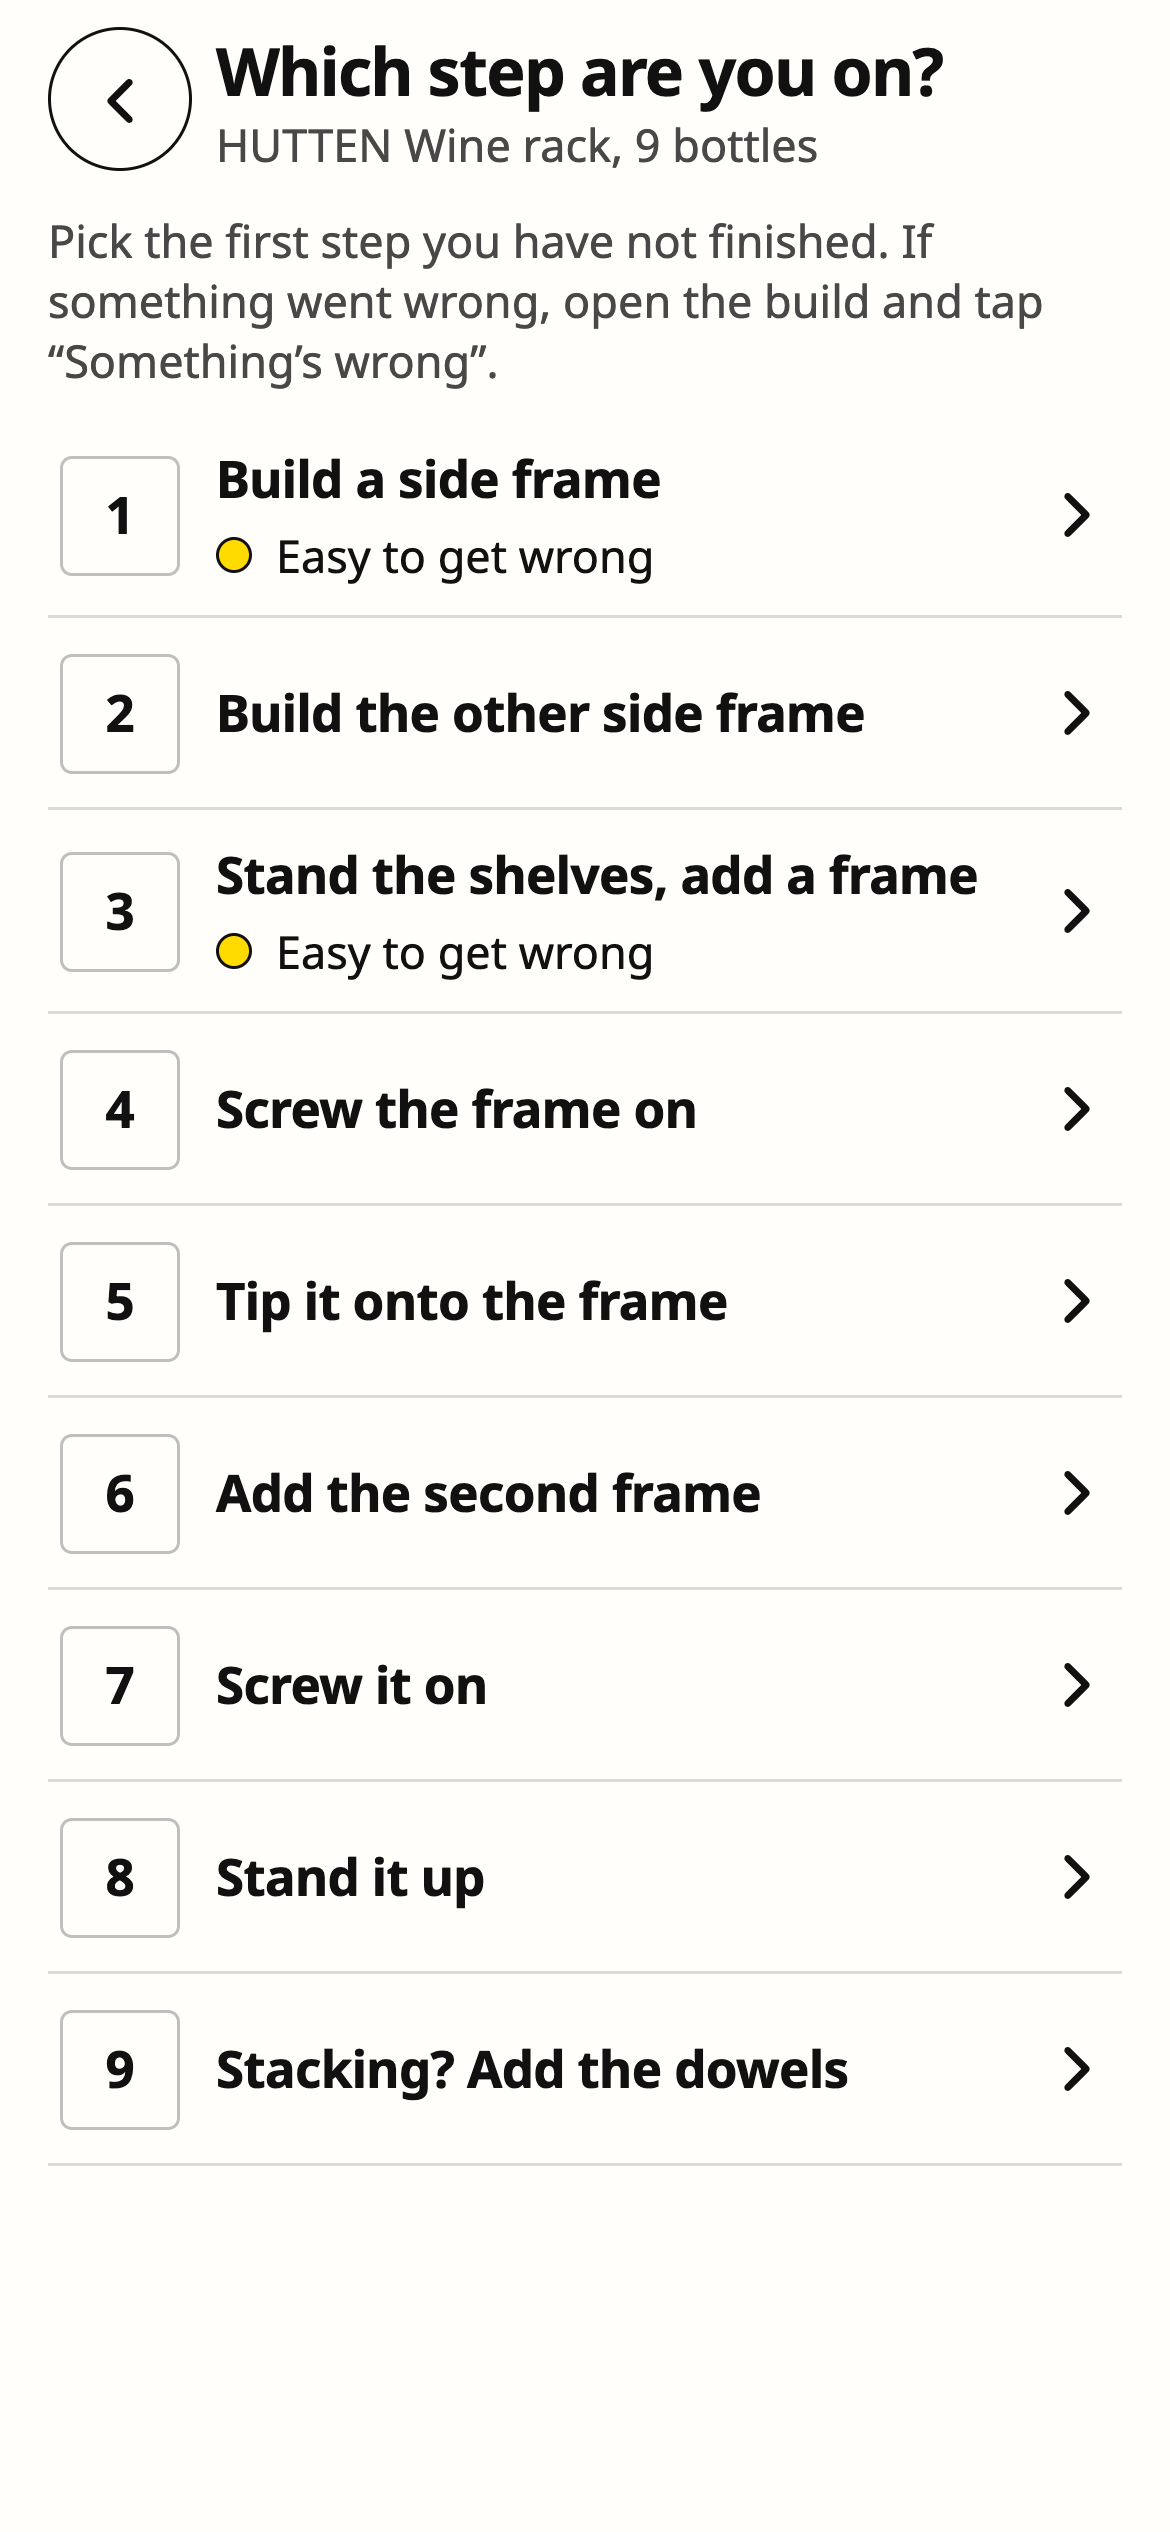 Which step are you on?
HUTTEN Wine rack, 9 bottles
Pick the first step you have not finished. If
something went wrong, open the build and tap
“Something’s wrong”.
1
Build a side frame
Easy to get wrong
2
Build the other side frame
3
Stand the shelves, add a frame
Easy to get wrong
4
Screw the frame on
5
Tip it onto the frame
6
Add the second frame
7
Screw it on
8
Stand it up
9
Stacking? Add the dowels